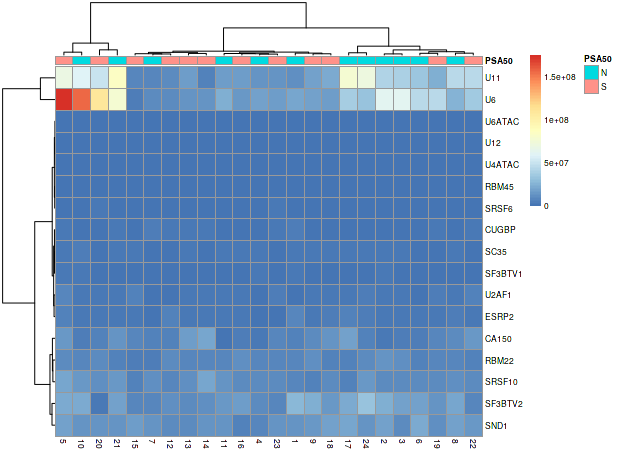 PSA50
U11
U6
U6ATAC
U12
U4ATAC
RBM45
SRSF6
CUGBP
SC35
SF3BTV1
U2AF1
ESRP2
CA150
RBM22
SRSF10
SF3BTV2
SND1
5 10 20 21 15 7 12 13 14 11 16 4 23 1 9 18 17 24 2 3 6 19 8 22
1.5e+08
1e+08
5e+07
0
PSA50
N
S